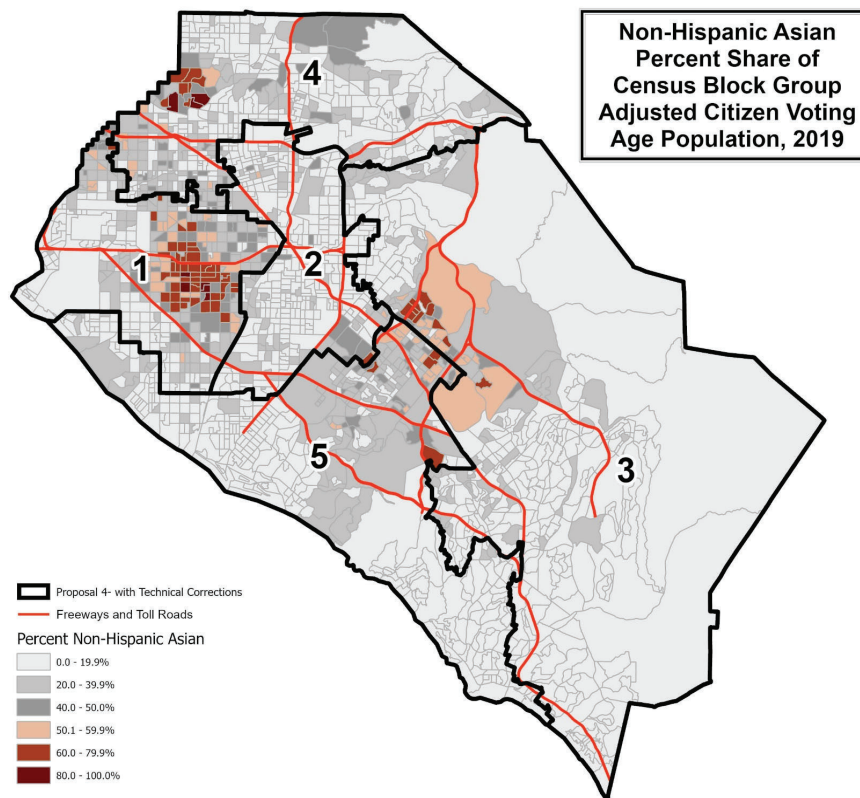 Non-Hispanic Asian
Percent Share of
Census Block Group
Adjusted Citizen Voting
Age Population, 2019
4
1
2
3
5
Proposal 4- with Technical Corrections
Freeways and Toll Roads
Percent Non-Hispanic Asian
0.0 - 19.9%
20.0 - 39.9%
40.0 - 50.0%
50.1 - 59.9%
60.0 - 79.9%
80.0 - 100.0%